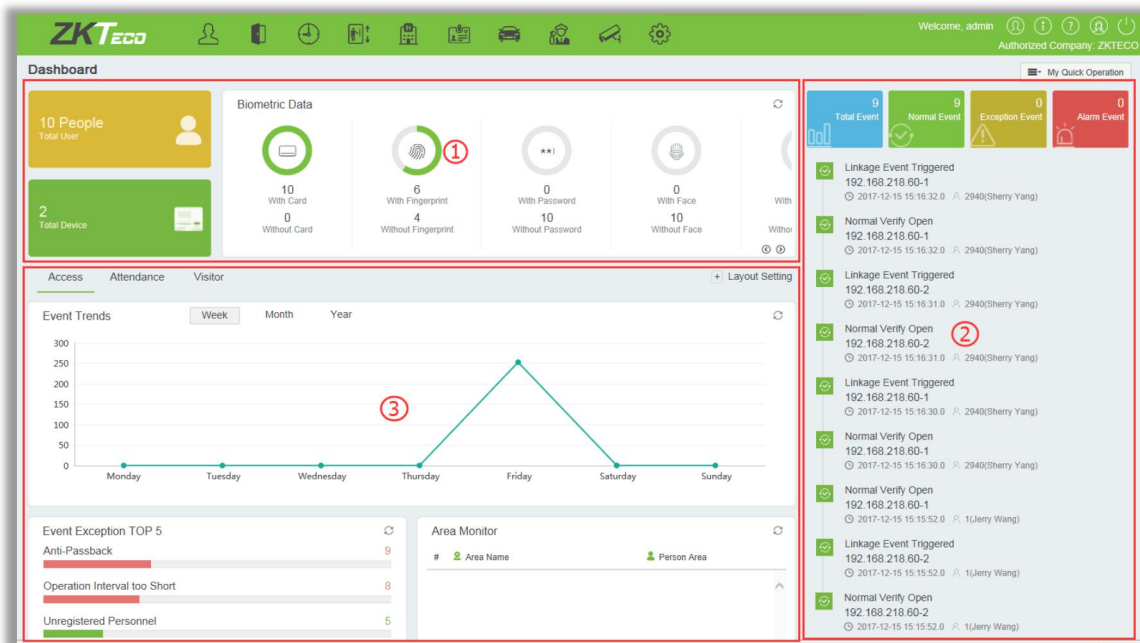 ZKTECO
Welcome, admin
Authorized Company: ZKTECO
Dashboard
My Quick Operation
10 People
Total User
2
Total Device
Biometric Data
①
**|
10
With Card
0
Without Card
6
With Fingerprint
4
Without Fingerprint
0
With Password
10
Without Password
0
With Face
10
Without Face
With
Witho
Access
Attendance
Visitor
+ Layout Setting
Event Trends
Week
Month
Year
300
250
200
150
100
50
0
Monday
Tuesday
Wednesday
Thursday
Friday
Saturday
Sunday
③
Event Exception TOP 5
Anti-Passback
9
Operation Interval too Short
8
Unregistered Personnel
5
Area Monitor
# Area Name
Person Area
9
Total Event
9
Normal Event
0
Exception Event
0
Alarm Event
Linkage Event Triggered
192.168.218.60-1
2017-12-15 15:16:32.0 2940(Sherry Yang)
Normal Verify Open
192.168.218.60-1
2017-12-15 15:16:32.0 2940(Sherry Yang)
Linkage Event Triggered
192.168.218.60-2
2017-12-15 15:16:31.0 2940(Sherry Yang)
Normal Verify Open
192.168.218.60-2
②
2017-12-15 15:16:31.0 2940(Sherry Yang)
Linkage Event Triggered
192.168.218.60-1
2017-12-15 15:16:30.0 2940(Sherry Yang)
Normal Verify Open
192.168.218.60-1
2017-12-15 15:16:30.0 2940(Sherry Yang)
Normal Verify Open
192.168.218.60-1
2017-12-15 15:15:52.0 1(Jerry Wang)
Linkage Event Triggered
192.168.218.60-2
2017-12-15 15:15:52.0 1(Jerry Wang)
Normal Verify Open
192.168.218.60-2
2017-12-15 15:15:52.0 1(Jerry Wang)